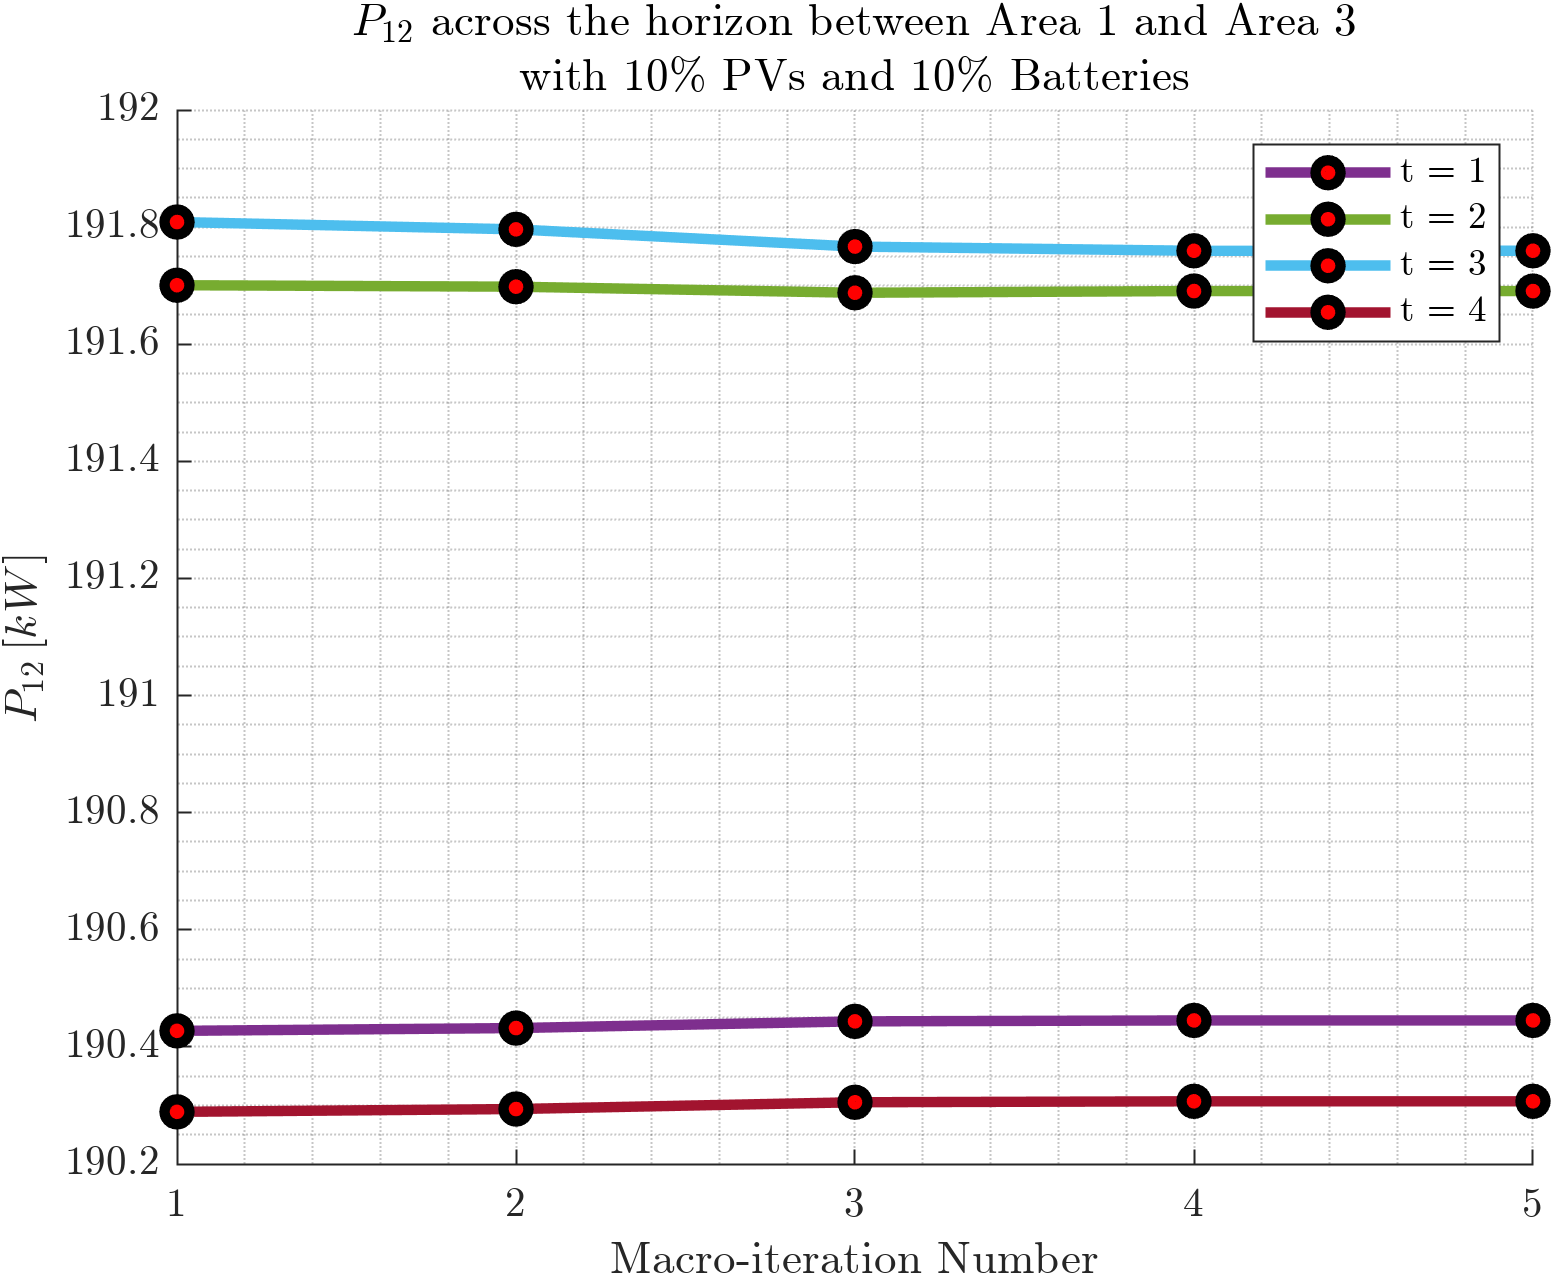 P12 across the horizon between Area 1 and Area 3
with 10% PVs and 10% Batteries
192
191.8
191.6
191.4
191.2
191
190.8
190.6
190.4
190.2
P12 [kW]
t = 1
t = 2
t = 3
t = 4
1 2 3 4 5
Macro-iteration Number